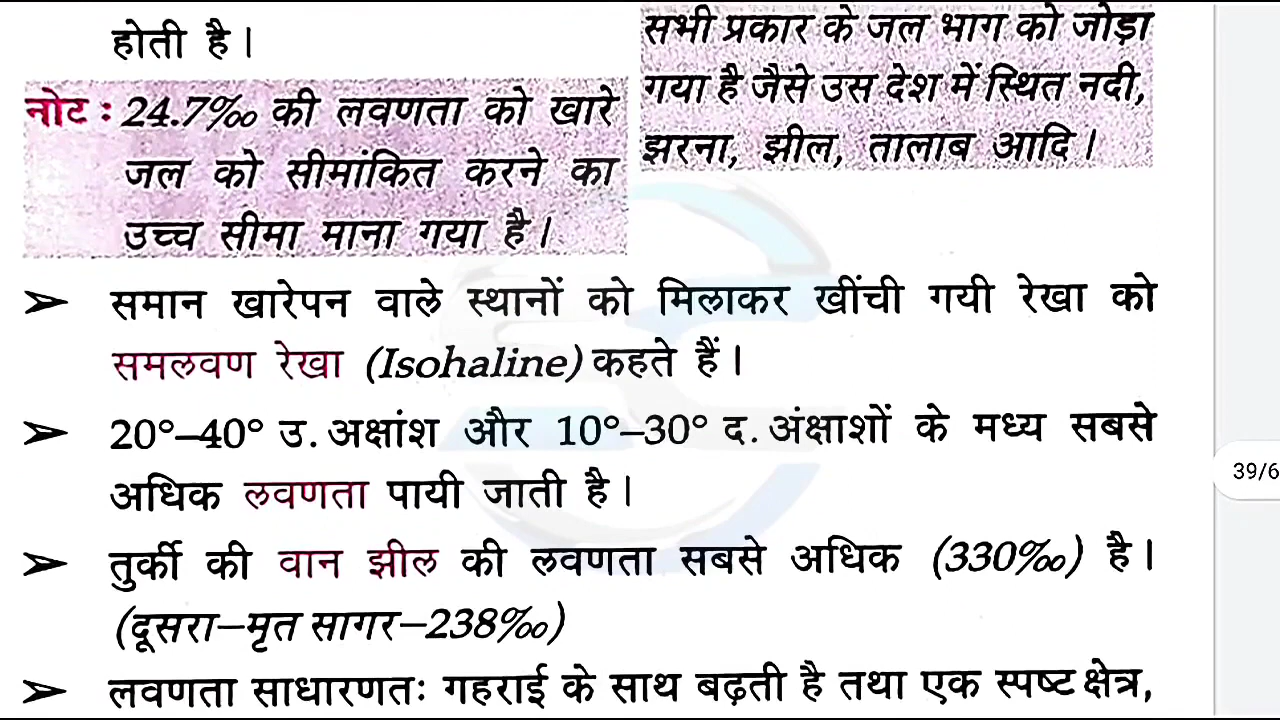 होती है।
नोट : 24.7‰ की लवणता को खारे
जल को सीमांकित करने का
उच्च सीमा माना गया है।
सभी प्रकार के जल भाग को जोड़ा
गया है जैसे उस देश में स्थित नदी,
झरना, झील, तालाब आदि।
➢ समान खारेपन वाले स्थानों को मिलाकर खींची गयी रेखा को
समलवण रेखा (Isohaline) कहते हैं।
➢ 20°–40° उ. अक्षांश और 10°–30° द. अंक्षाशों के मध्य सबसे
अधिक लवणता पायी जाती है।
➢ तुर्की की वान झील की लवणता सबसे अधिक (330‰) है।
(दूसरा–मृत सागर–238‰)
➢ लवणता साधारणतः गहराई के साथ बढ़ती है तथा एक स्पष्ट क्षेत्र,
39/6